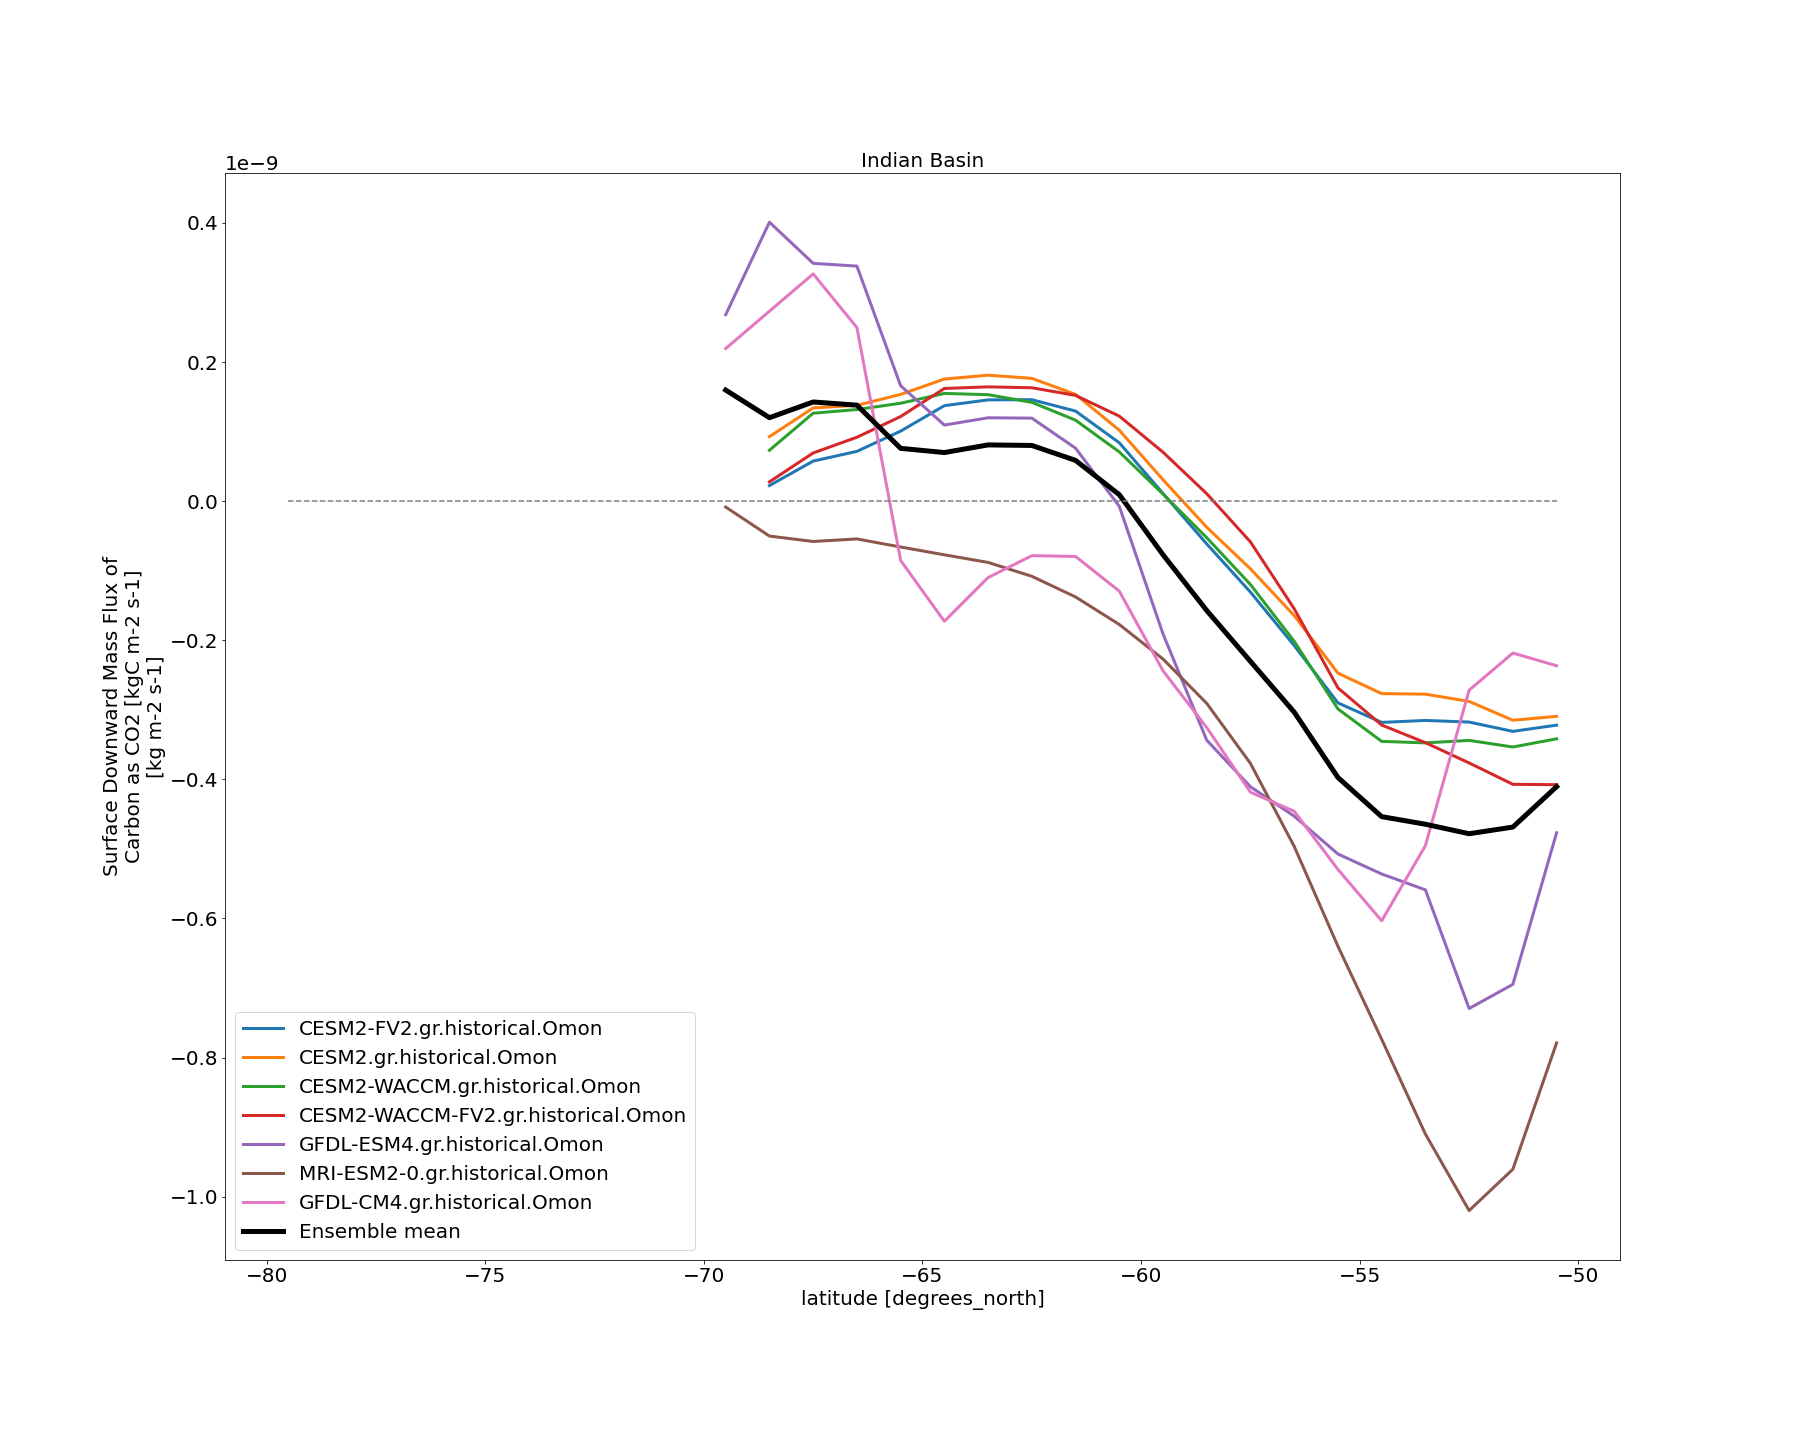 Indian Basin
1e−9
0.4
0.2
0.0
−0.2
−0.4
−0.6
−0.8
−1.0
Surface Downward Mass Flux of
Carbon as CO2 [kgC m-2 s-1]
[kg m-2 s-1]
CESM2-FV2.gr.historical.Omon
CESM2.gr.historical.Omon
CESM2-WACCM.gr.historical.Omon
CESM2-WACCM-FV2.gr.historical.Omon
GFDL-ESM4.gr.historical.Omon
MRI-ESM2-0.gr.historical.Omon
GFDL-CM4.gr.historical.Omon
Ensemble mean
−80 −75 −70 −65 −60 −55 −50
latitude [degrees_north]